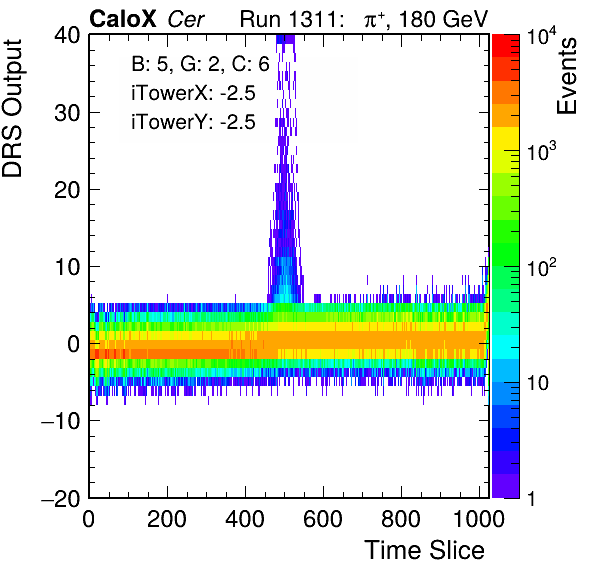 CaloX Cer Run 1311: π⁺, 180 GeV
B: 5, G: 2, C: 6
iTowerX: -2.5
iTowerY: -2.5
DRS Output
40
30
20
10
0
−10
−20
0 200 400 600 800 1000
Time Slice
Events
10⁴
10³
10²
10
1